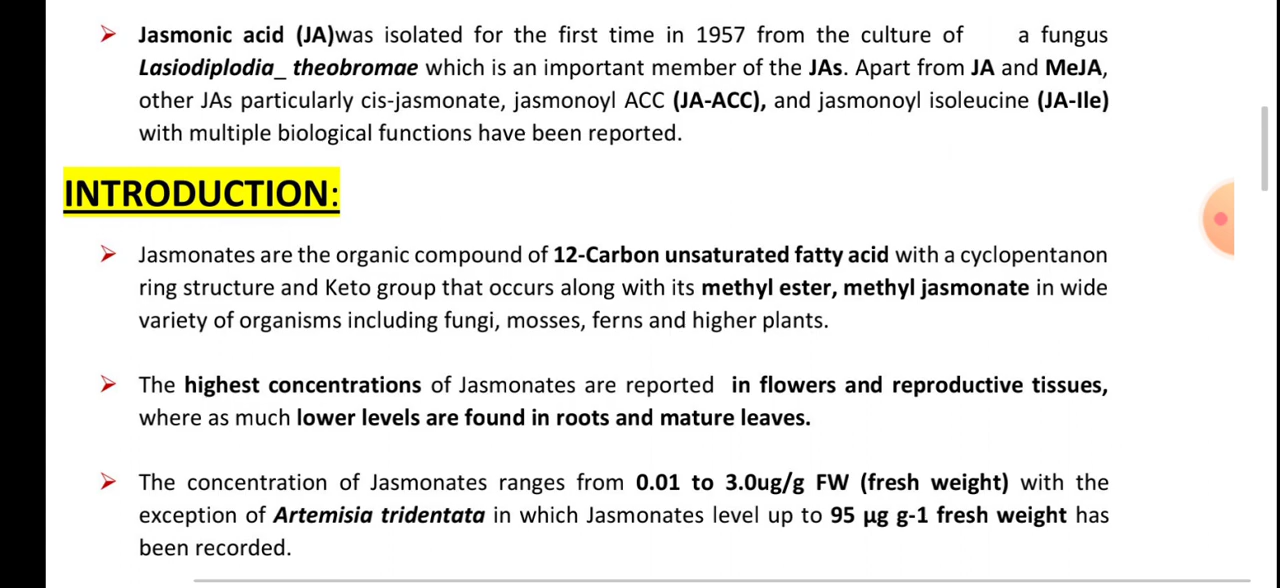 ➢ Jasmonic acid (JA)was isolated for the first time in 1957 from the culture of a fungus
Lasiodiplodia_ theobromae which is an important member of the JAs. Apart from JA and MeJA,
other JAs particularly cis-jasmonate, jasmonoyl ACC (JA-ACC), and jasmonoyl isoleucine (JA-Ile)
with multiple biological functions have been reported.
INTRODUCTION:
➢ Jasmonates are the organic compound of 12-Carbon unsaturated fatty acid with a cyclopentanon
ring structure and Keto group that occurs along with its methyl ester, methyl jasmonate in wide
variety of organisms including fungi, mosses, ferns and higher plants.
➢ The highest concentrations of Jasmonates are reported in flowers and reproductive tissues,
where as much lower levels are found in roots and mature leaves.
➢ The concentration of Jasmonates ranges from 0.01 to 3.0ug/g FW (fresh weight) with the
exception of Artemisia tridentata in which Jasmonates level up to 95 µg g-1 fresh weight has
been recorded.